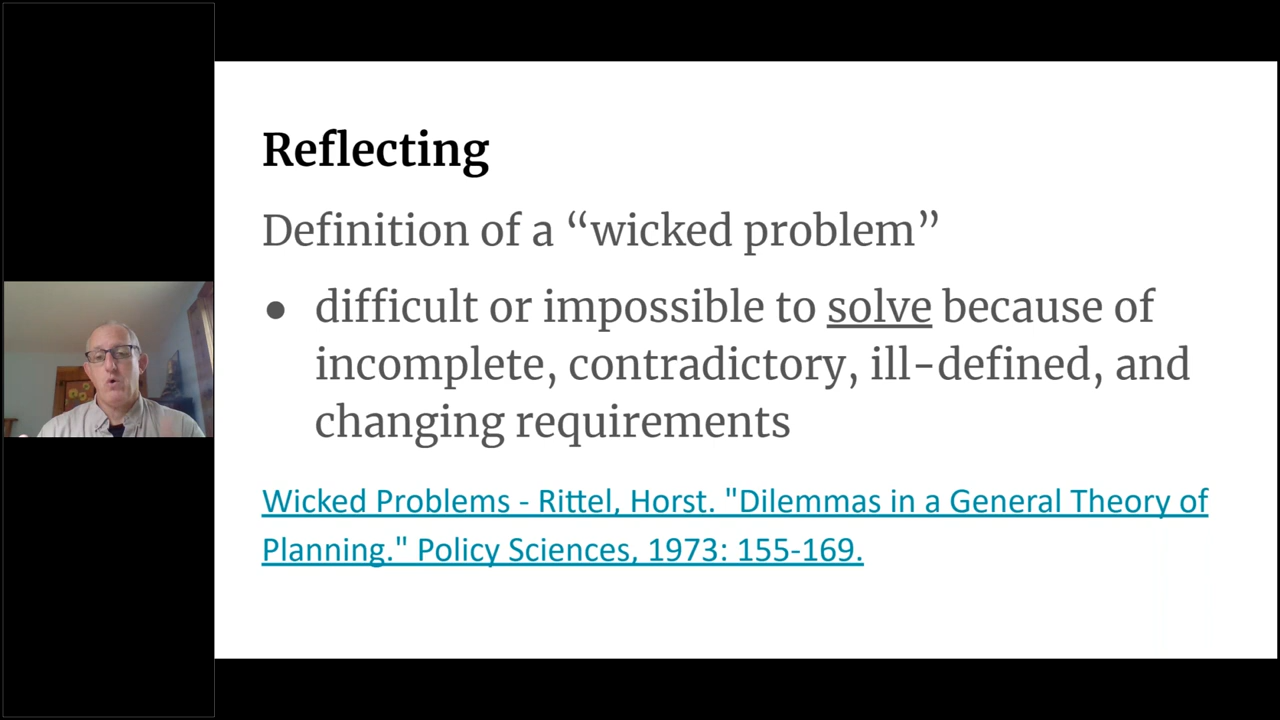 Reflecting
Definition of a “wicked problem”
● difficult or impossible to solve because of
incomplete, contradictory, ill-defined, and
changing requirements
Wicked Problems - Rittel, Horst. "Dilemmas in a General Theory of
Planning." Policy Sciences, 1973: 155-169.